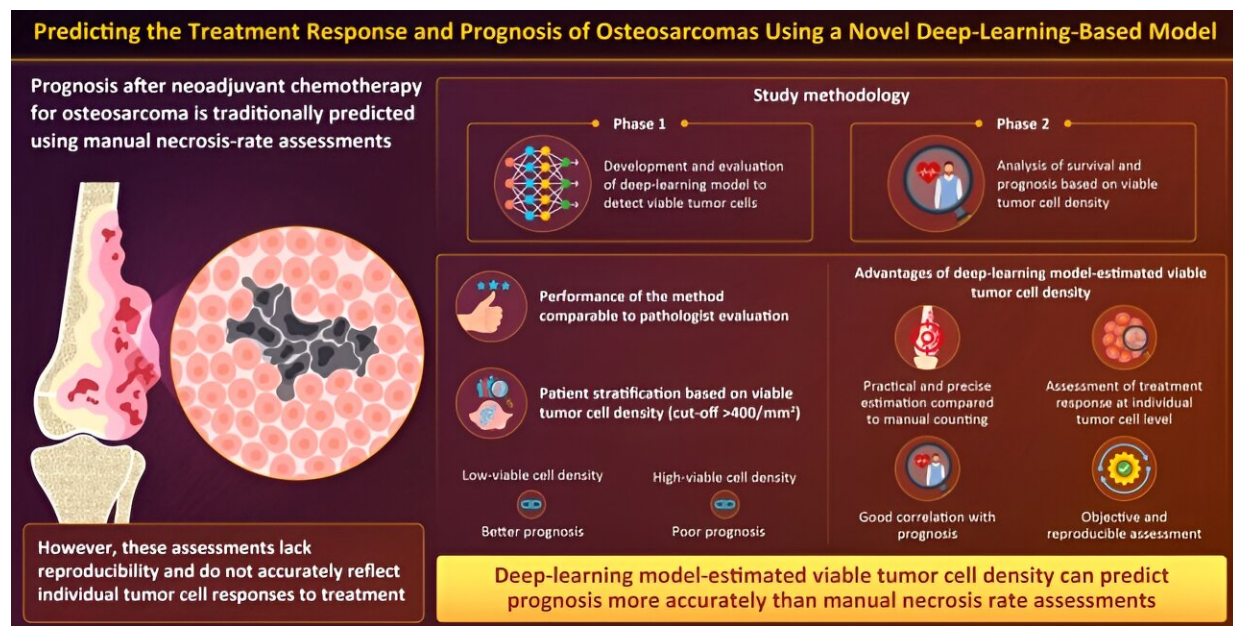 Predicting the Treatment Response and Prognosis of Osteosarcomas Using a Novel Deep-Learning-Based Model
Prognosis after neoadjuvant chemotherapy
for osteosarcoma is traditionally predicted
using manual necrosis-rate assessments
However, these assessments lack
reproducibility and do not accurately reflect
individual tumor cell responses to treatment
Study methodology
Phase 1
Development and evaluation
of deep-learning model to
detect viable tumor cells
Phase 2
Analysis of survival and
prognosis based on viable
tumor cell density
Performance of the method
comparable to pathologist evaluation
Patient stratification based on viable
tumor cell density (cut-off >400/mm²)
Low-viable cell density
Better prognosis
High-viable cell density
Poor prognosis
Advantages of deep-learning model-estimated viable
tumor cell density
Practical and precise
estimation compared
to manual counting
Assessment of treatment
response at individual
tumor cell level
Good correlation with
prognosis
Objective and
reproducible assessment
Deep-learning model-estimated viable tumor cell density can predict
prognosis more accurately than manual necrosis rate assessments